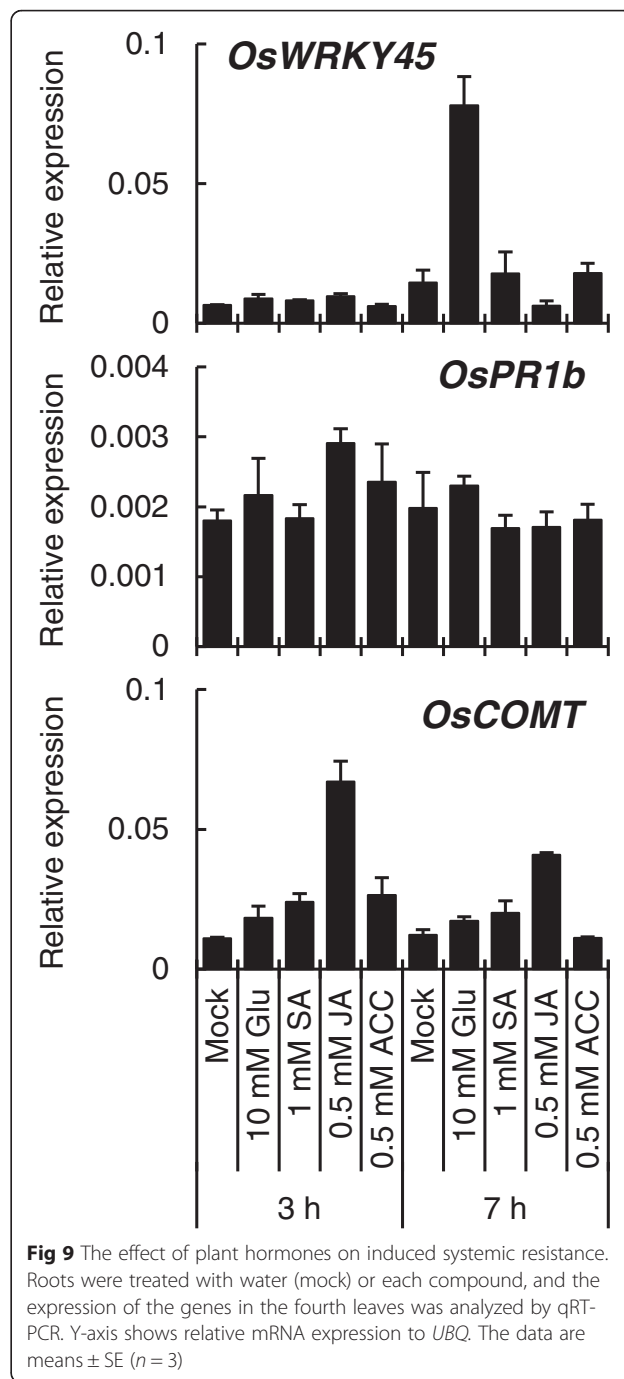 OsWRKY45
Relative expression
0.1
0.05
0
OsPR1b
Relative expression
0.004
0.003
0.002
0.001
0
OsCOMT
Relative expression
0.1
0.05
0
Mock
10 mM Glu
1 mM SA
0.5 mM JA
0.5 mM ACC
Mock
10 mM Glu
1 mM SA
0.5 mM JA
0.5 mM ACC
3 h
7 h
Fig 9 The effect of plant hormones on induced systemic resistance.
Roots were treated with water (mock) or each compound, and the
expression of the genes in the fourth leaves was analyzed by qRT-
PCR. Y-axis shows relative mRNA expression to UBQ. The data are
means ± SE (n = 3)